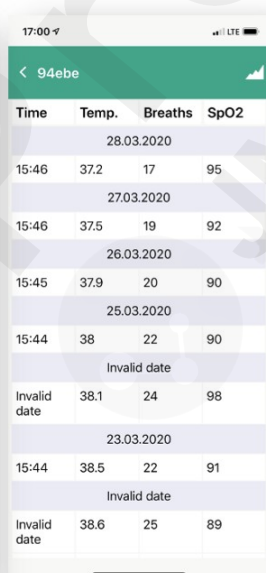 17:00
LTE
94ebe
Time Temp. Breaths SpO2
28.03.2020
15:46 37.2 17 95
27.03.2020
15:46 37.5 19 92
26.03.2020
15:45 37.9 20 90
25.03.2020
15:44 38 22 90
Invalid date
Invalid date 38.1 24 98
23.03.2020
15:44 38.5 22 91
Invalid date
Invalid date 38.6 25 89